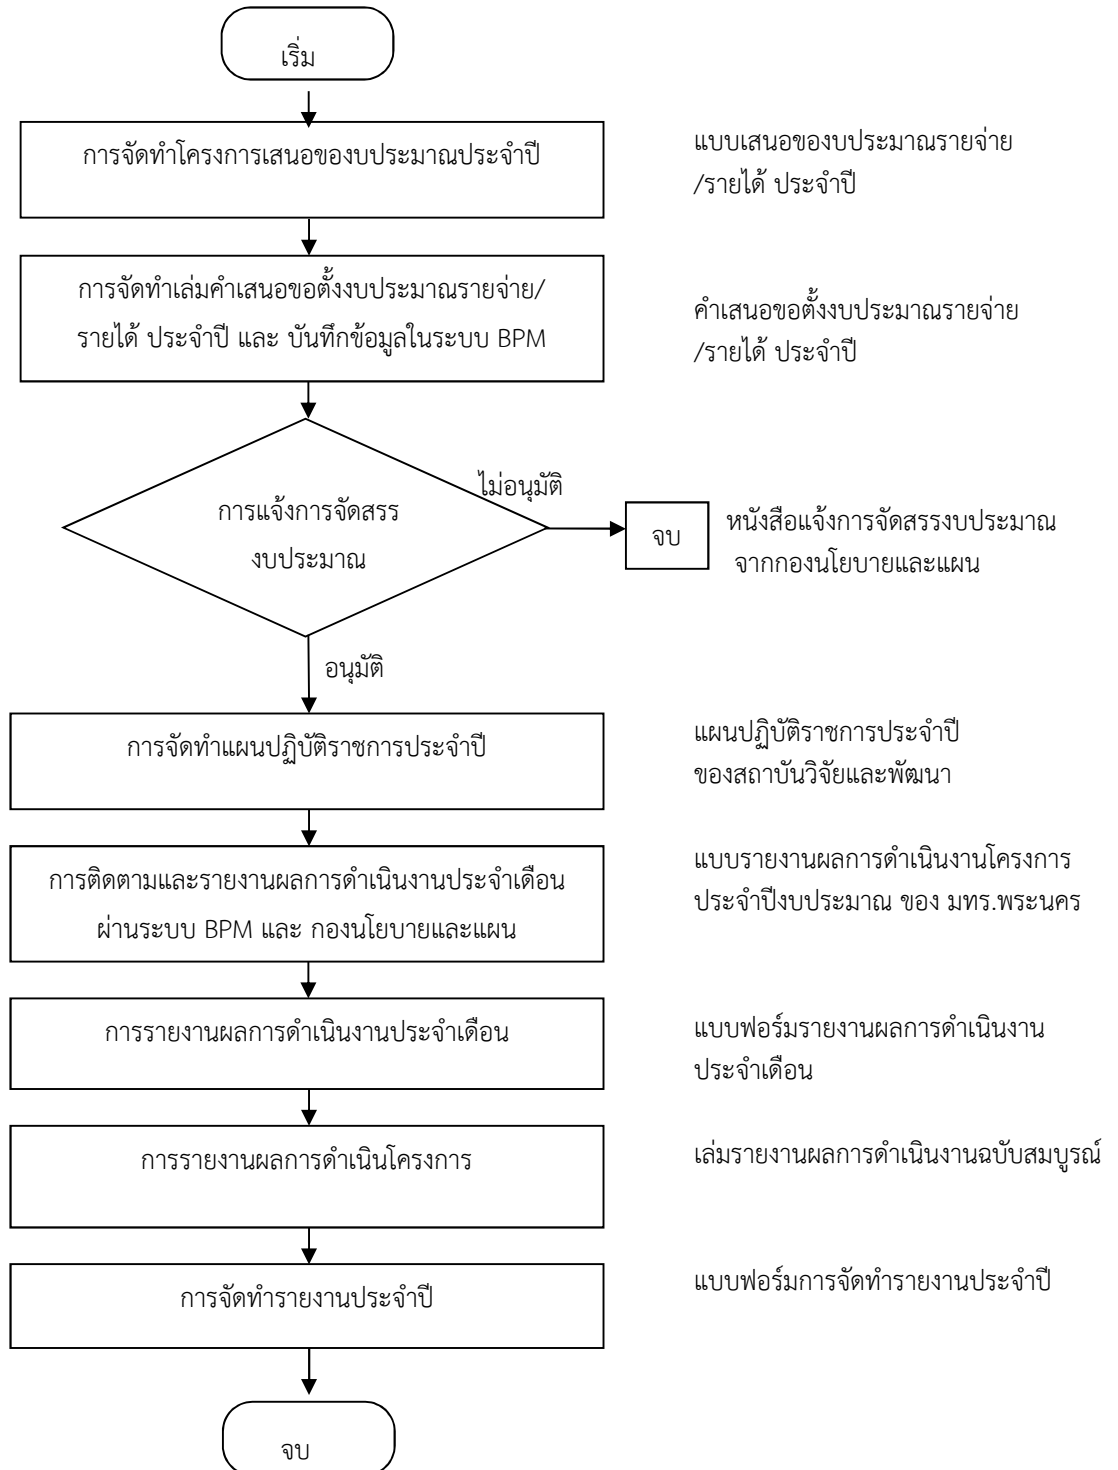 เริ่ม
การจัดทำโครงการเสนอของบประมาณประจำปี
แบบเสนอของบประมาณรายจ่าย
/รายได้ ประจำปี
การจัดทำเล่มคำเสนอขอตั้งงบประมาณรายจ่าย/
รายได้ ประจำปี และ บันทึกข้อมูลในระบบ BPM
คำเสนอขอตั้งงบประมาณรายจ่าย
/รายได้ ประจำปี
การแจ้งการจัดสรร
งบประมาณ
ไม่อนุมัติ
จบ
หนังสือแจ้งการจัดสรรงบประมาณ
จากกองนโยบายและแผน
อนุมัติ
การจัดทำแผนปฏิบัติราชการประจำปี
แผนปฏิบัติราชการประจำปี
ของสถาบันวิจัยและพัฒนา
การติดตามและรายงานผลการดำเนินงานประจำเดือน
ผ่านระบบ BPM และ กองนโยบายและแผน
แบบรายงานผลการดำเนินงานโครงการ
ประจำปีงบประมาณ ของ มทร.พระนคร
การรายงานผลการดำเนินงานประจำเดือน
แบบฟอร์มรายงานผลการดำเนินงาน
ประจำเดือน
การรายงานผลการดำเนินโครงการ
เล่มรายงานผลการดำเนินงานฉบับสมบูรณ์
การจัดทำรายงานประจำปี
แบบฟอร์มการจัดทำรายงานประจำปี
จบ